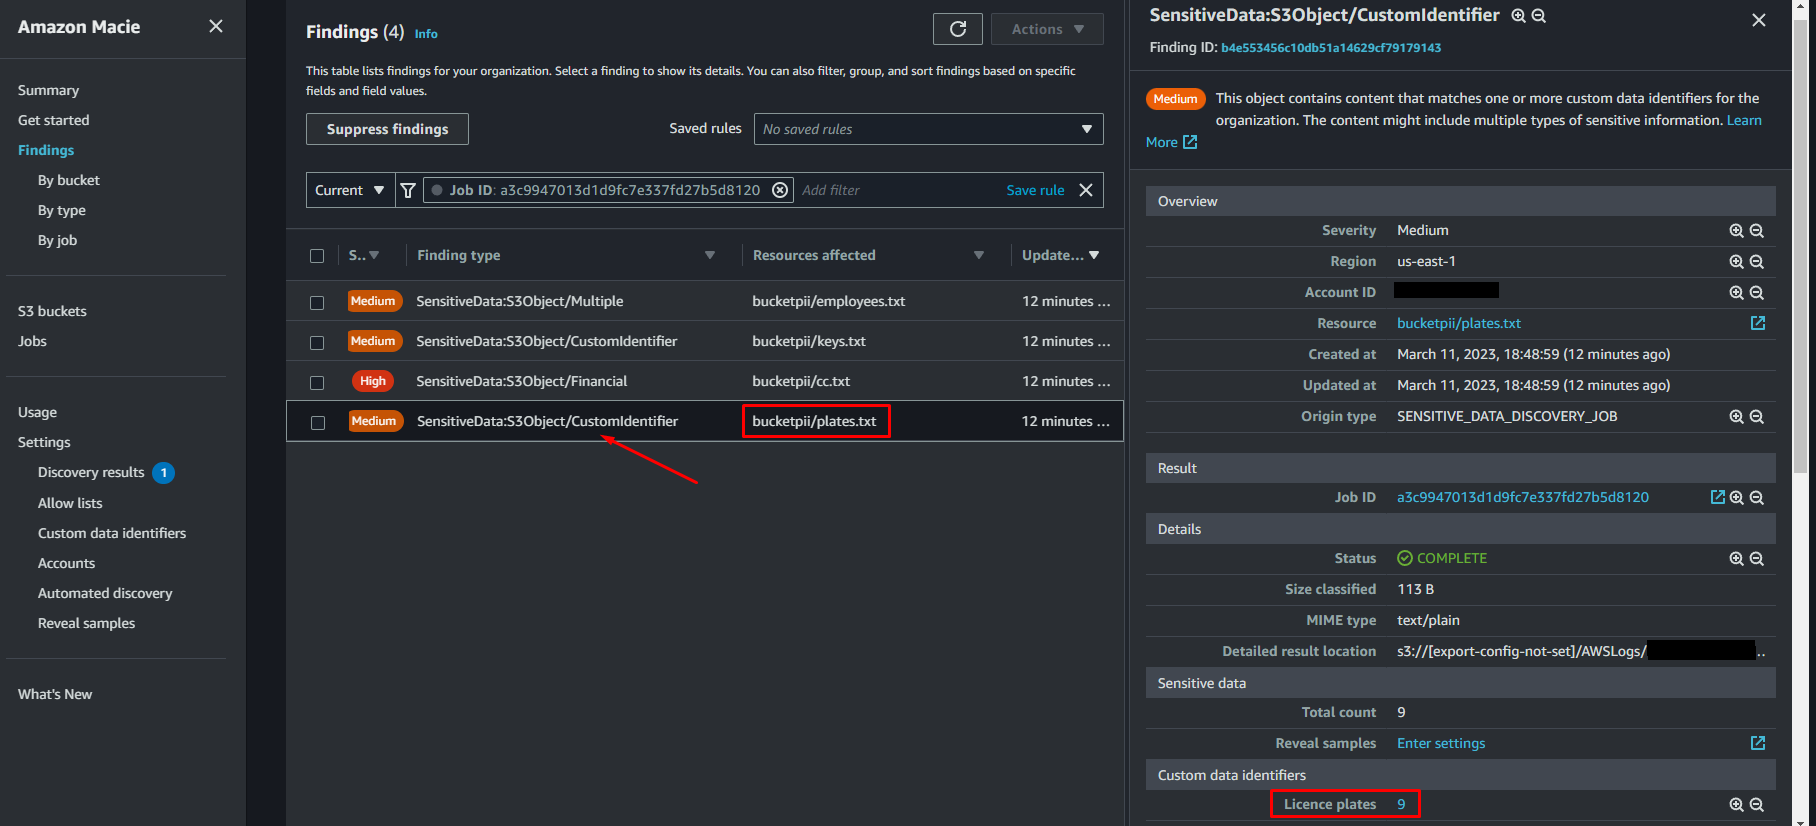 Amazon Macie
Summary
Get started
Findings
By bucket
By type
By job
S3 buckets
Jobs
Usage
Settings
Discovery results 1
Allow lists
Custom data identifiers
Accounts
Automated discovery
Reveal samples
What's New
Findings (4) Info
Actions
This table lists findings for your organization. Select a finding to show its details. You can also filter, group, and sort findings based on specific
fields and field values.
Suppress findings
Saved rules No saved rules
Current Job ID: a3c9947013d1d9fc7e337fd27b5d8120 Add filter Save rule
S.. Finding type Resources affected Update...
Medium SensitiveData:S3Object/Multiple bucketpii/employees.txt 12 minutes ...
Medium SensitiveData:S3Object/CustomIdentifier bucketpii/keys.txt 12 minutes ...
High SensitiveData:S3Object/Financial bucketpii/cc.txt 12 minutes ...
Medium SensitiveData:S3Object/CustomIdentifier bucketpii/plates.txt 12 minutes ...
SensitiveData:S3Object/CustomIdentifier
Finding ID: b4e553456c10db51a14629cf79179143
Medium This object contains content that matches one or more custom data identifiers for the
organization. The content might include multiple types of sensitive information. Learn
More
Overview
Severity Medium
Region us-east-1
Account ID
Resource bucketpii/plates.txt
Created at March 11, 2023, 18:48:59 (12 minutes ago)
Updated at March 11, 2023, 18:48:59 (12 minutes ago)
Origin type SENSITIVE_DATA_DISCOVERY_JOB
Result
Job ID a3c9947013d1d9fc7e337fd27b5d8120
Details
Status COMPLETE
Size classified 113 B
MIME type text/plain
Detailed result location s3://[export-config-not-set]/AWSLogs/ ..
Sensitive data
Total count 9
Reveal samples Enter settings
Custom data identifiers
Licence plates 9